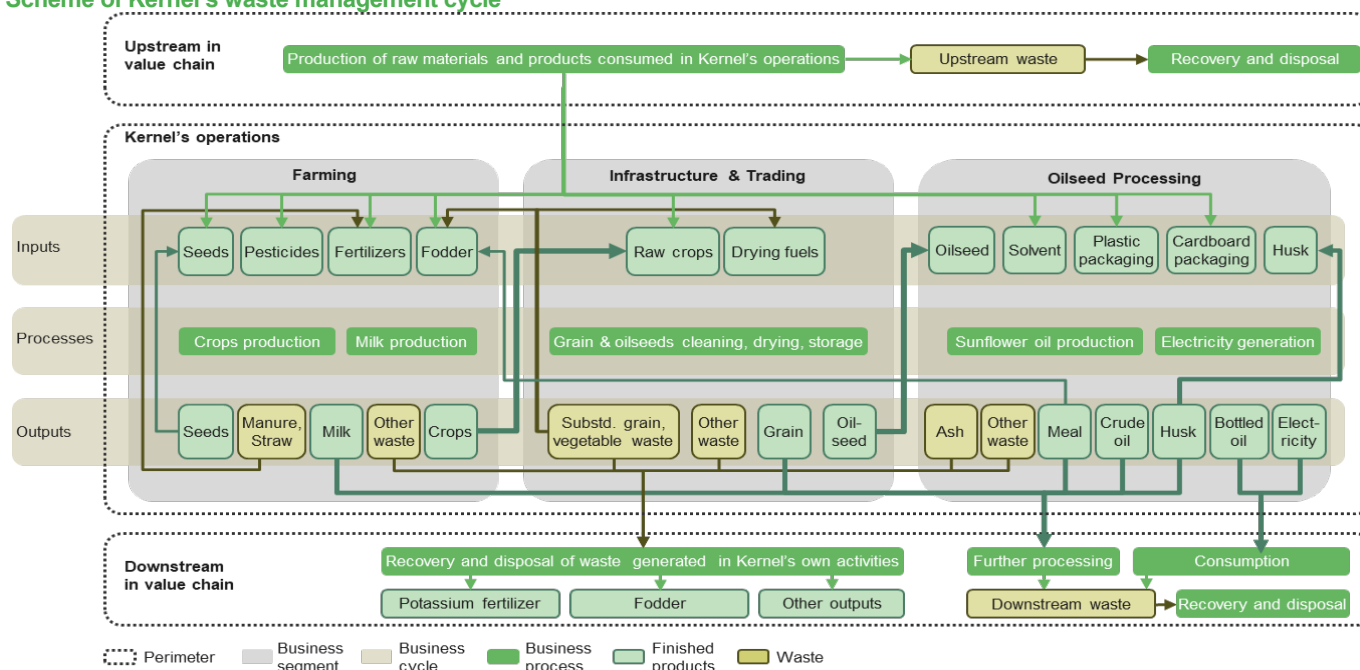 Scheme of Kernel's waste management cycle
Upstream in
value chain
Production of raw materials and products consumed in Kernel's operations
Upstream waste
Recovery and disposal
Kernel's operations
Farming
Infrastructure & Trading
Oilseed Processing
Inputs
Seeds
Pesticides
Fertilizers
Fodder
Raw crops
Drying fuels
Oilseed
Solvent
Plastic
packaging
Cardboard
packaging
Husk
Processes
Crops production
Milk production
Grain & oilseeds cleaning, drying, storage
Sunflower oil production
Electricity generation
Outputs
Seeds
Manure,
Straw
Milk
Other
waste
Crops
Substd. grain,
vegetable waste
Other
waste
Grain
Oil-
seed
Ash
Other
waste
Meal
Crude
oil
Husk
Bottled
oil
Elect-
ricity
Downstream
in value chain
Recovery and disposal of waste generated in Kernel's own activities
Further processing
Consumption
Potassium fertilizer
Fodder
Other outputs
Downstream waste
Recovery and disposal
Perimeter
Business
segment
Business
cycle
Business
process
Finished
products
Waste